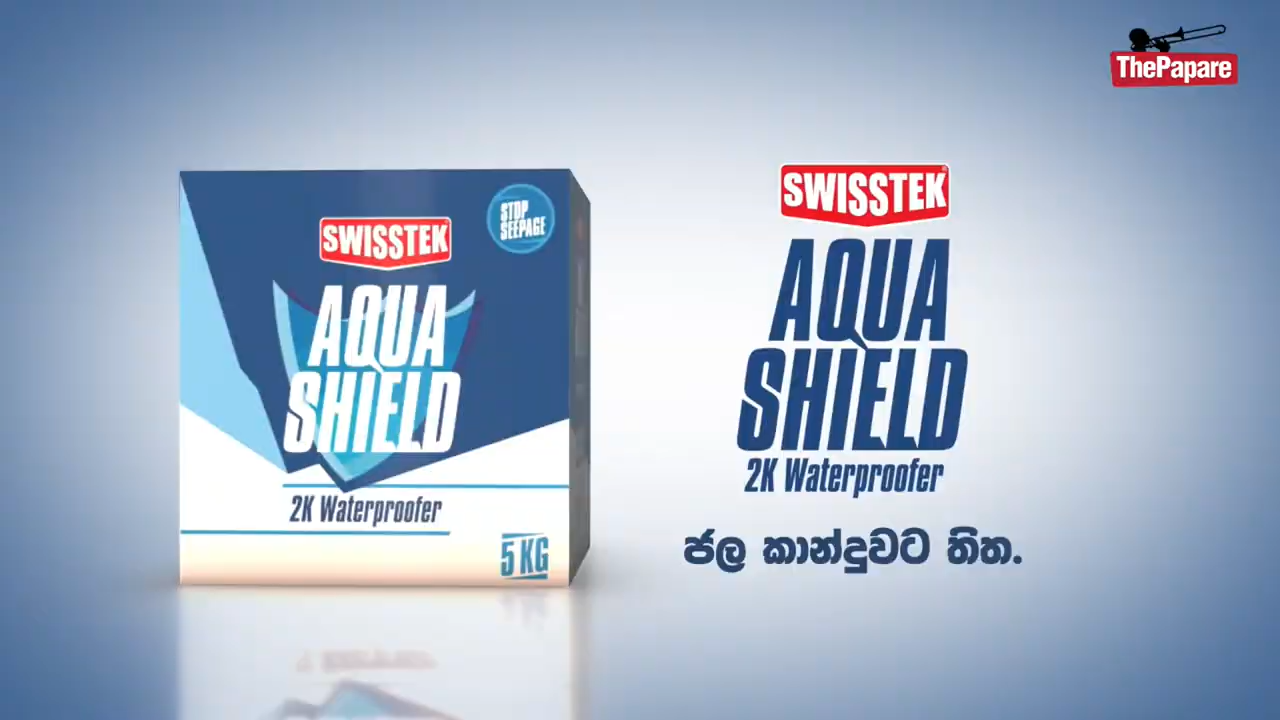 ThePapare
SWISSTEK
STOP
SEEPAGE
AQUA
SHIELD
2K Waterproofer
5 KG
SWISSTEK
AQUA
SHIELD
2K Waterproofer
ජල කාන්දුවට තිත.